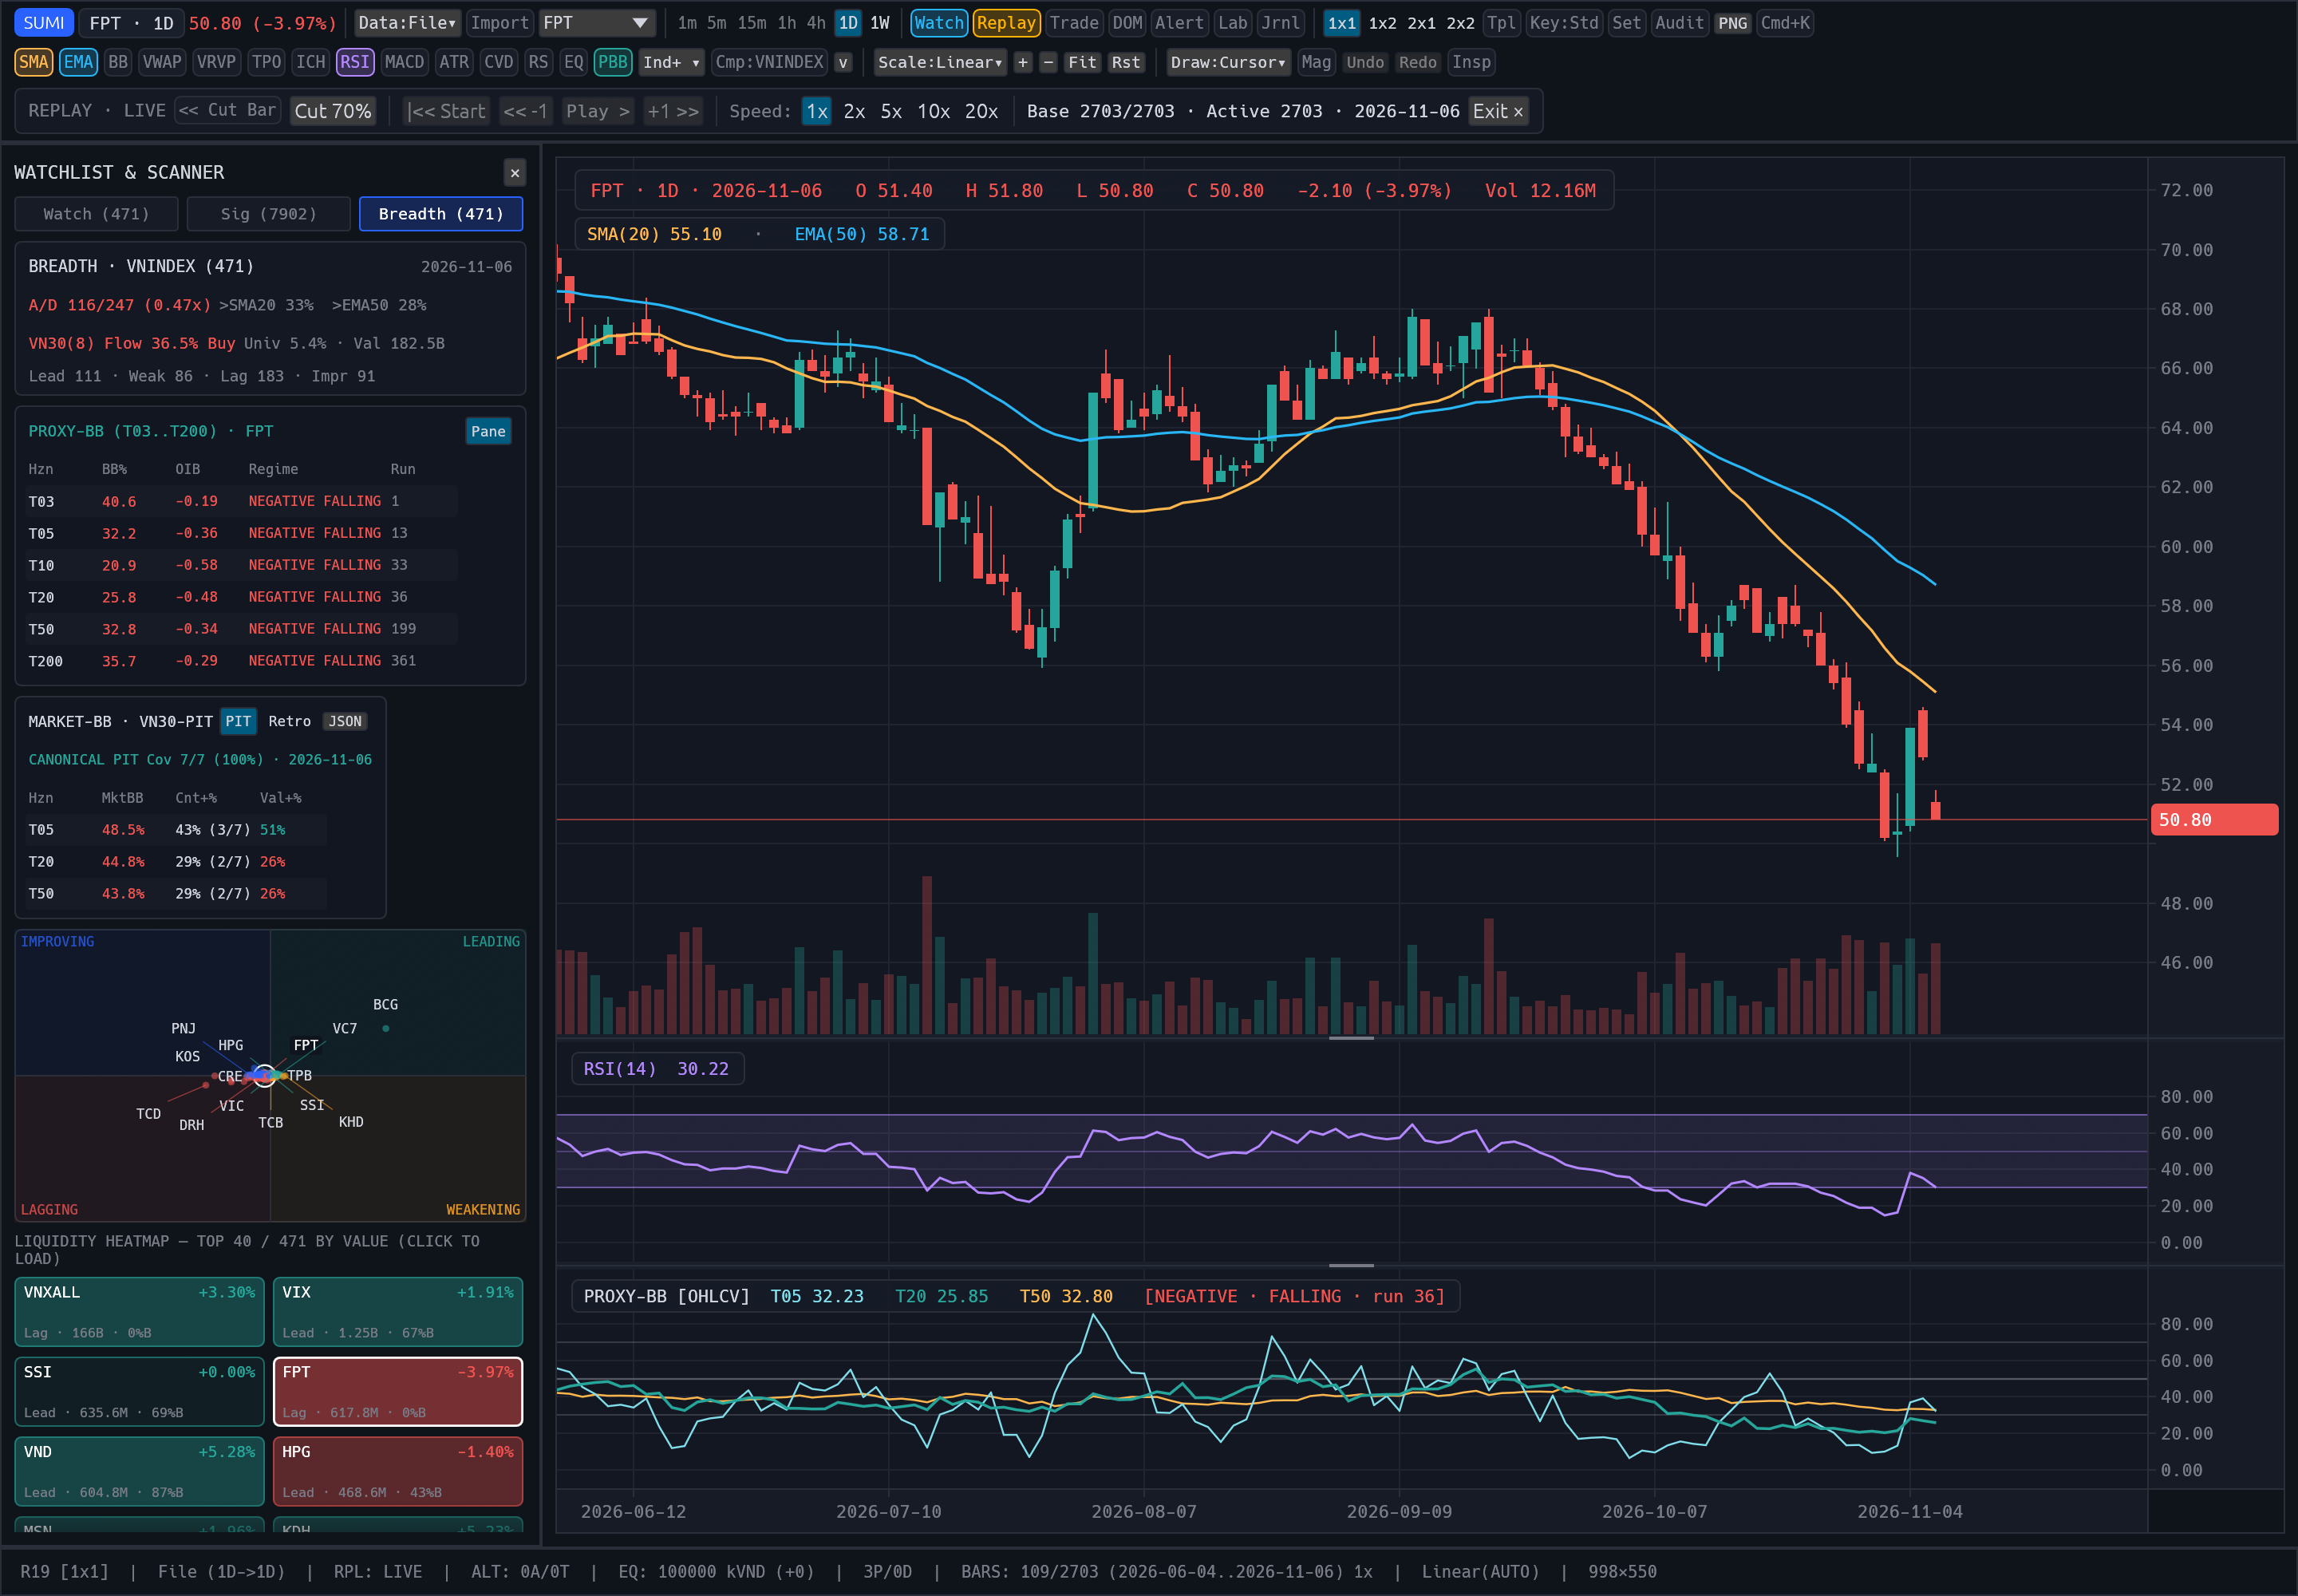 SUMI FPT · 1D 50.80 (−3.97%) Data:File▾ Import FPT 1m 5m 15m 1h 4h 1D 1W Watch Replay Trade DOM Alert Lab Jrnl 1x1 1x2 2x1 2x2 Tpl Key:Std Set Audit PNG Cmd+K
SMA EMA BB VWAP VRVP TPO ICH RSI MACD ATR CVD RS EQ PBB Ind+ ▾ Cmp:VNINDEX v Scale:Linear▾ + − Fit Rst Draw:Cursor▾ Mag Undo Redo Insp
REPLAY · LIVE << Cut Bar Cut 70% |<< Start << -1 Play > +1 >> Speed: 1x 2x 5x 10x 20x Base 2703/2703 · Active 2703 · 2026-11-06 Exit ×
WATCHLIST & SCANNER ×
Watch (471) Sig (7902) Breadth (471)
BREADTH · VNINDEX (471) 2026-11-06
A/D 116/247 (0.47x) >SMA20 33% >EMA50 28%
VN30(8) Flow 36.5% Buy Univ 5.4% · Val 182.5B
Lead 111 · Weak 86 · Lag 183 · Impr 91
PROXY-BB (T03..T200) · FPT Pane
Hzn BB% OIB Regime Run
T03 40.6 −0.19 NEGATIVE FALLING 1
T05 32.2 −0.36 NEGATIVE FALLING 13
T10 20.9 −0.58 NEGATIVE FALLING 33
T20 25.8 −0.48 NEGATIVE FALLING 36
T50 32.8 −0.34 NEGATIVE FALLING 199
T200 35.7 −0.29 NEGATIVE FALLING 361
MARKET-BB · VN30-PIT PIT Retro JSON
CANONICAL PIT Cov 7/7 (100%) · 2026-11-06
Hzn MktBB Cnt+% Val+%
T05 48.5% 43% (3/7) 51%
T20 44.8% 29% (2/7) 26%
T50 43.8% 29% (2/7) 26%
IMPROVING LEADING
BCG
PNJ VC7
HPG FPT
KOS
CRE TPB
VIC SSI
TCD
DRH TCB KHD
LAGGING WEAKENING
LIQUIDITY HEATMAP — TOP 40 / 471 BY VALUE (CLICK TO
LOAD)
VNXALL +3.30%
Lag · 166B · 0%B
VIX +1.91%
Lead · 1.25B · 67%B
SSI +0.00%
Lead · 635.6M · 69%B
FPT −3.97%
Lag · 617.8M · 0%B
VND +5.28%
Lead · 604.8M · 87%B
HPG −1.40%
Lead · 468.6M · 43%B
MSN +1.96%
KDH +5.23%
FPT · 1D · 2026-11-06 O 51.40 H 51.80 L 50.80 C 50.80 −2.10 (−3.97%) Vol 12.16M
SMA(20) 55.10 · EMA(50) 58.71
72.00
70.00
68.00
66.00
64.00
62.00
60.00
58.00
56.00
54.00
52.00
50.80
48.00
46.00
RSI(14) 30.22
80.00
60.00
40.00
20.00
0.00
PROXY-BB [OHLCV] T05 32.23 T20 25.85 T50 32.80 [NEGATIVE · FALLING · run 36]
80.00
60.00
40.00
20.00
0.00
2026-06-12 2026-07-10 2026-08-07 2026-09-09 2026-10-07 2026-11-04
R19 [1x1] | File (1D->1D) | RPL: LIVE | ALT: 0A/0T | EQ: 100000 kVND (+0) | 3P/0D | BARS: 109/2703 (2026-06-04..2026-11-06) 1x | Linear(AUTO) | 998×550